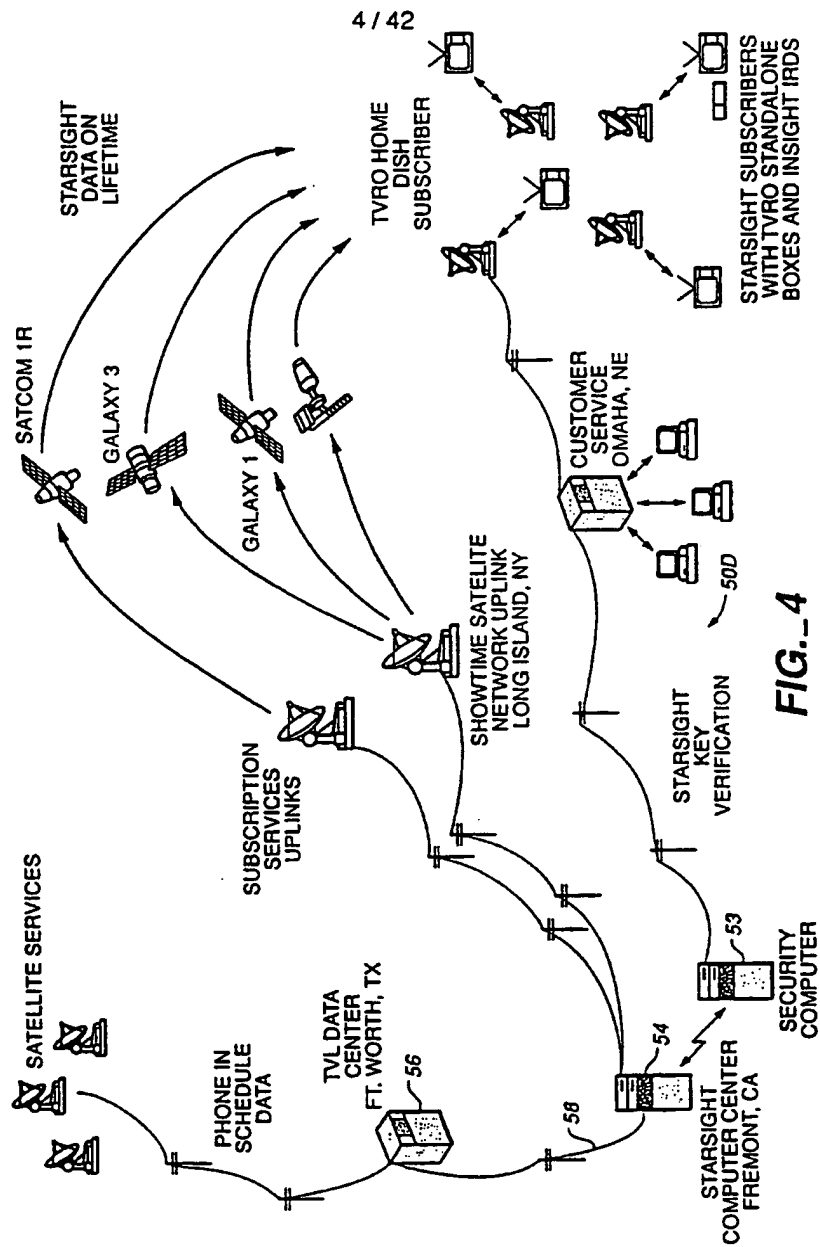 4 / 42
SATELLITE SERVICES
PHONE IN
SCHEDULE
DATA
TVL DATA
CENTER
FT. WORTH, TX
56
58
54
STARSIGHT
COMPUTER CENTER
FREMONT, CA
53
SECURITY
COMPUTER
SUBSCRIPTION
SERVICES
UPLINKS
SHOWTIME SATELITE
NETWORK UPLINK
LONG ISLAND, NY
STARSIGHT
KEY
VERIFICATION
50D
SATCOM 1R
GALAXY 3
GALAXY 1
STARSIGHT
DATA ON
LIFETIME
TVRO HOME
DISH
SUBSCRIBER
CUSTOMER
SERVICE
OMAHA, NE
STARSIGHT SUBSCRIBERS
WITH TVRO STANDALONE
BOXES AND INSIGHT IRDS
FIG._4